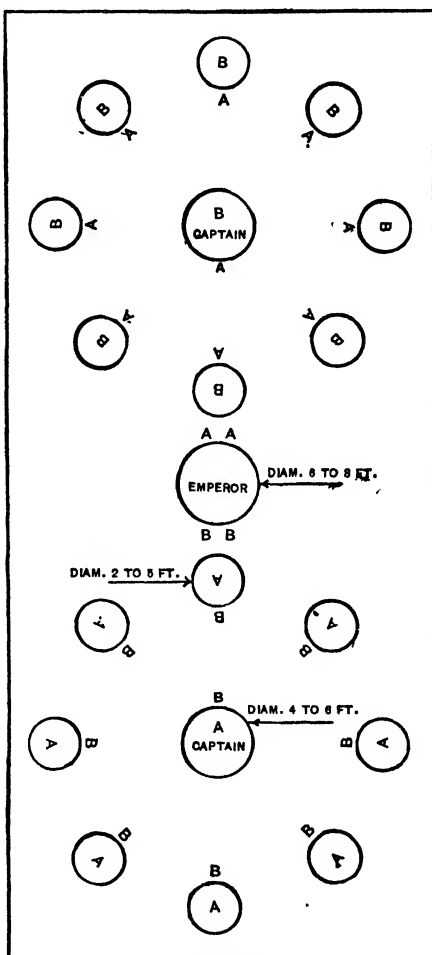 B
A
B B
A A
B
B A A B
CAPTAIN
A
A A
B B
A
B
A A
DIAM. 6 TO 8 FT.
EMPEROR
B B
DIAM. 2 TO 5 FT.
A
B
A A
B B
B
DIAM. 4 TO 6 FT.
A
A B B A
CAPTAIN
B B
A A
B
A